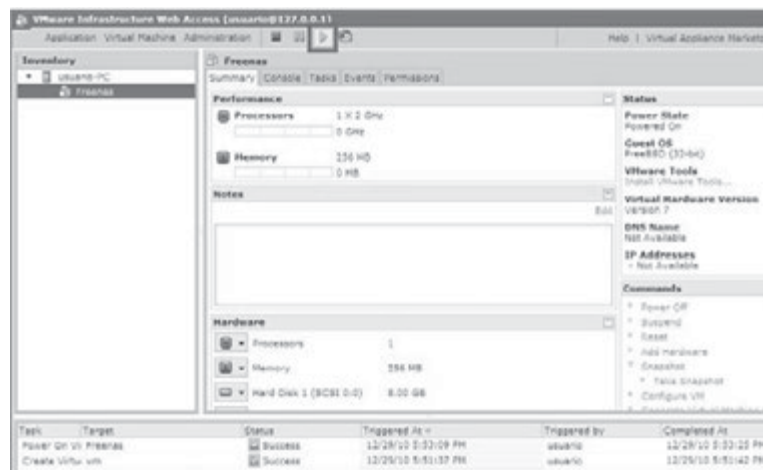 VMware Infrastructure Web Access (usuario@127.0.0.1)
Application Virtual Machine Administration
Help | Virtual Appliance Marketp
Inventory
usuario-PC
Freenas
Freenas
Summary Console Tasks Events Permissions
Performance
Processors 1 X 2 GHz
0 GHz
Memory 256 MB
0 MB
Notes
Edit
Hardware
Processors 1
Memory 256 MB
Hard Disk 1 (SCSI 0:0) 8.00 GB
Status
Power State
Powered On
Guest OS
FreeBSD (32-bit)
VMware Tools
Install VMware Tools...
Virtual Hardware Version
Version 7
DNS Name
Not Available
IP Addresses
- Not Available
Commands
Power Off
Suspend
Reset
Add Hardware
Snapshot
Take Snapshot
Configure VM
Generate Virtual Machine
Task Target Status Triggered At Triggered by Completed At
Power On Vi Freenas Success 12/29/10 5:53:09 PM usuario 12/29/10 5:53:25 PM
Create Virtu vm Success 12/29/10 5:51:37 PM usuario 12/29/10 5:51:42 PM